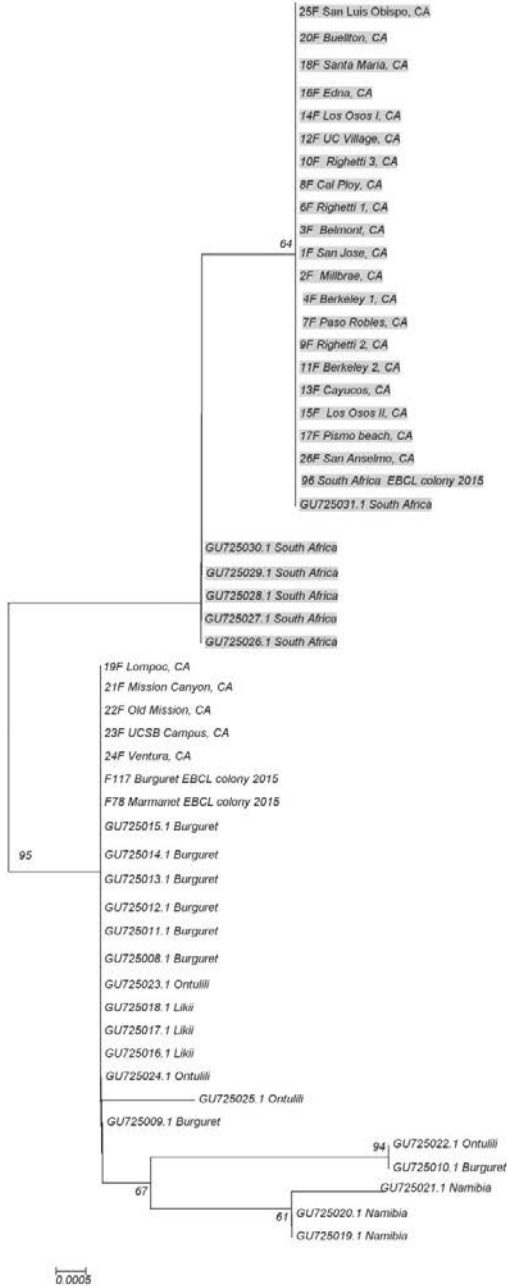 25F San Luis Obispo, CA
20F Buellton, CA
18F Santa Maria, CA
16F Edna, CA
14F Los Osos I, CA
12F UC Village, CA
10F Righetti 3, CA
8F Cal Ploy, CA
6F Righetti 1, CA
3F Belmont, CA
64
1F San Jose, CA
2F Millbrae, CA
4F Berkeley 1, CA
7F Paso Robles, CA
9F Righetti 2, CA
11F Berkeley 2, CA
13F Cayucos, CA
15F Los Osos II, CA
17F Pismo beach, CA
26F San Anselmo, CA
96 South Africa EBCL colony 2015
GU725031.1 South Africa
GU725030.1 South Africa
GU725029.1 South Africa
GU725028.1 South Africa
GU725027.1 South Africa
GU725026.1 South Africa
19F Lompoc, CA
21F Mission Canyon, CA
22F Old Mission, CA
23F UCSB Campus, CA
24F Ventura, CA
F117 Burguret EBCL colony 2015
F78 Marmanet EBCL colony 2015
GU725015.1 Burguret
95
GU725014.1 Burguret
GU725013.1 Burguret
GU725012.1 Burguret
GU725011.1 Burguret
GU725008.1 Burguret
GU725023.1 Ontulili
GU725018.1 Likii
GU725017.1 Likii
GU725016.1 Likii
GU725024.1 Ontulili
GU725025.1 Ontulili
GU725009.1 Burguret
94
GU725022.1 Ontulili
GU725010.1 Burguret
67
GU725021.1 Namibia
61
GU725020.1 Namibia
GU725019.1 Namibia
0.0005